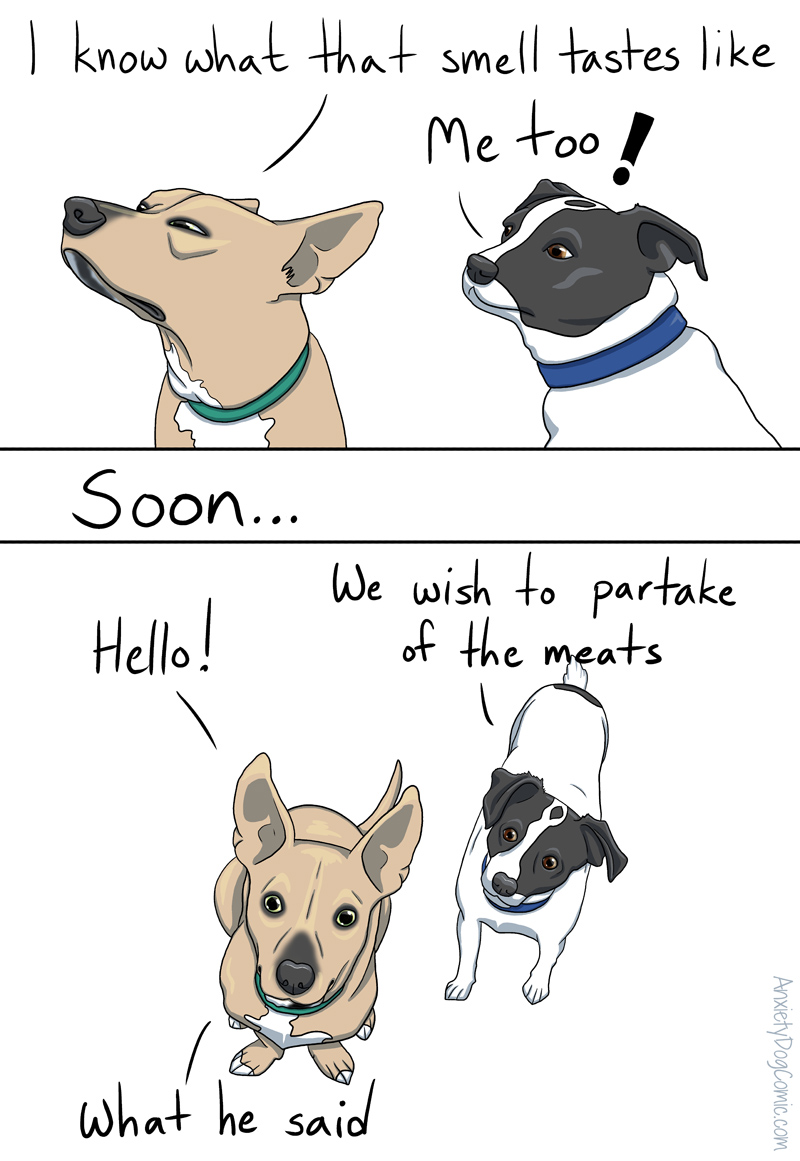 I know what that smell tastes like
Me too!
Soon...
Hello!
We wish to partake
of the meats
What he said
AnxietyDogComic.com